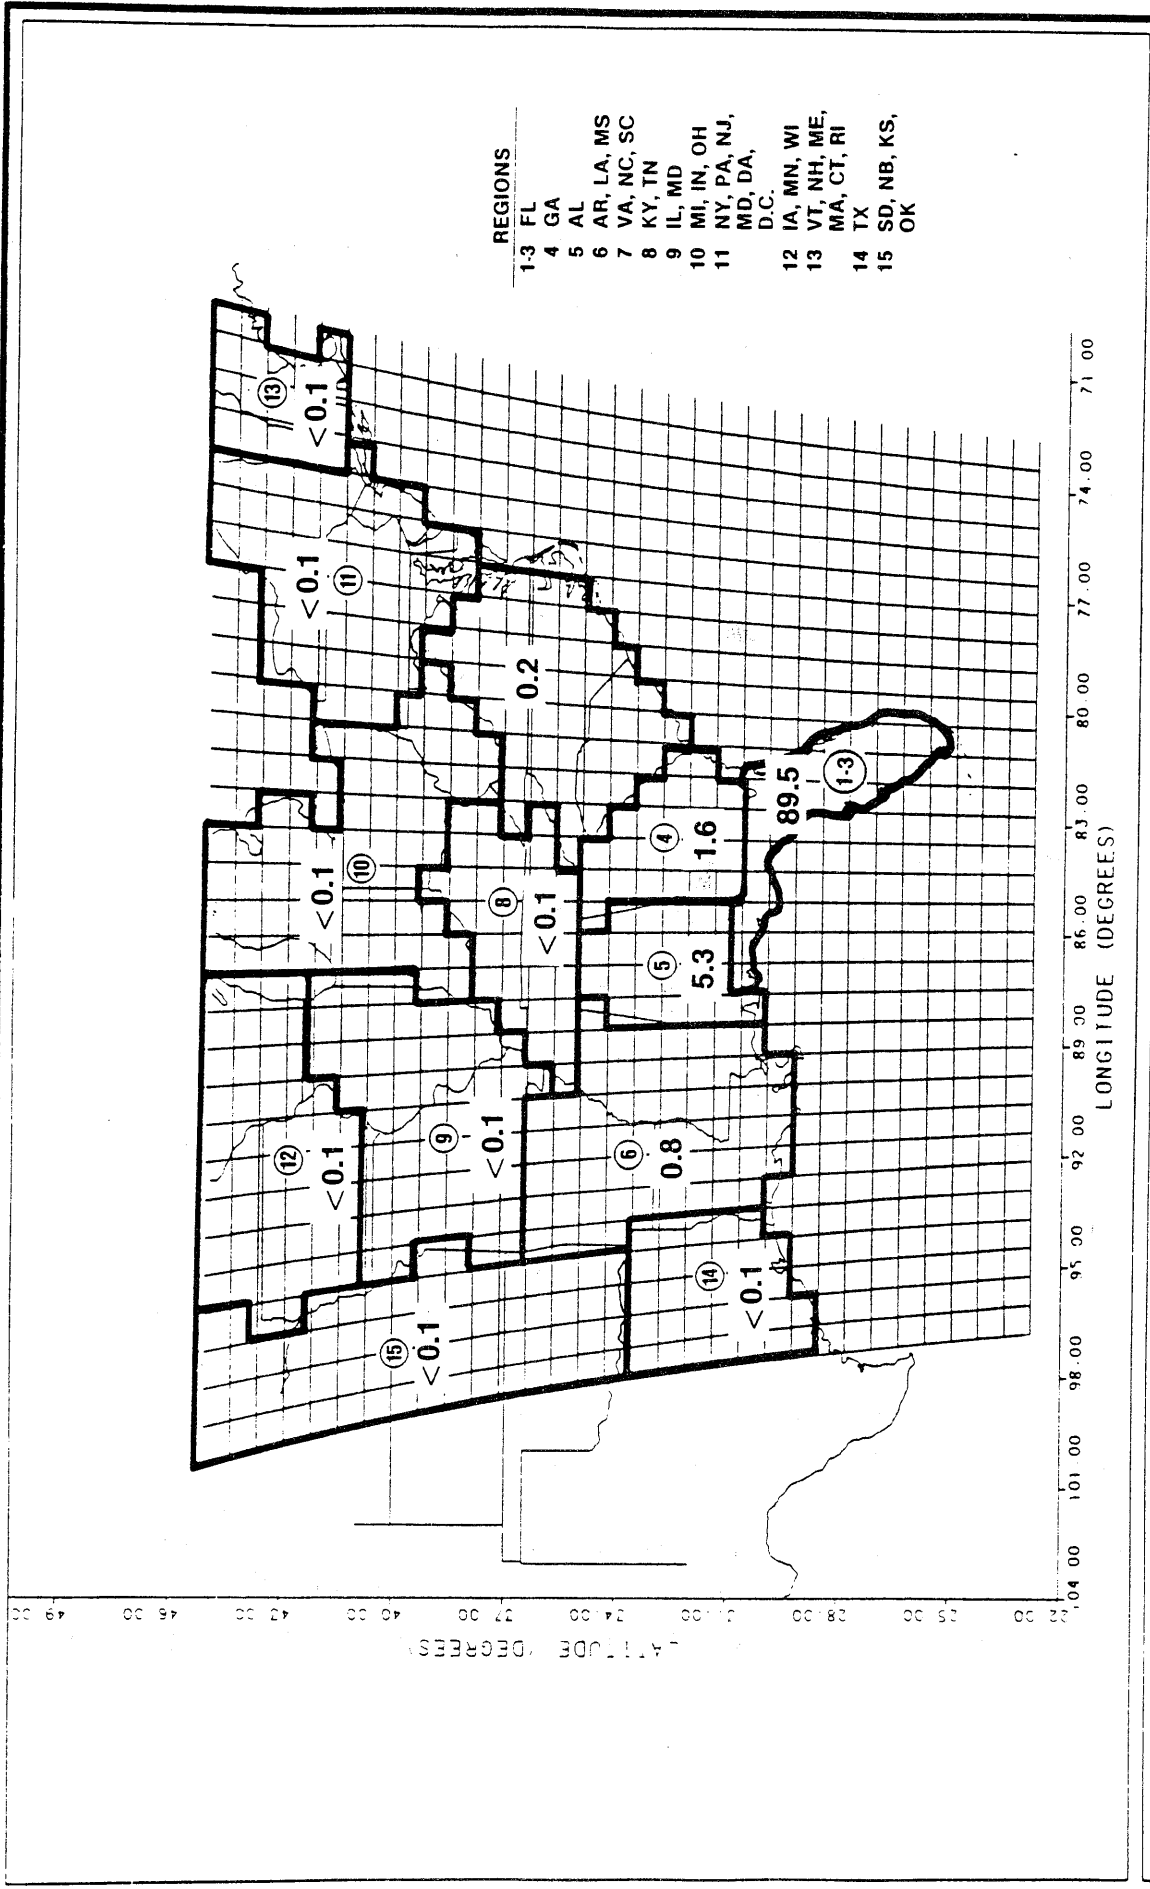 REGIONS
1-3 FL
4 GA
5 AL
6 AR, LA, MS
7 VA, NC, SC
8 KY, TN
9 IL, MD
10 MI, IN, OH
11 NY, PA, NJ,
MD, DA,
D.C.
12 IA, MN, WI
13 VT, NH, ME,
MA, CT, RI
14 TX
15 SD, NB, KS,
OK
13
<0.1
<0.1
11
0.2
89.5
1-3
4
1.6
<0.1
10
8
<0.1
5
5.3
12
<0.1
9
<0.1
6
0.8
14
<0.1
15
<0.1
LATITUDE (DEGREES)
49
46
43.00
40.00
37.00
34.00
31.00
28.00
25.00
22.00
104 00
101 00
98.00
95 00
92 00
89 00
86.00
83.00
80 00
77.00
74.00
71 00
LONGITUDE (DEGREES)